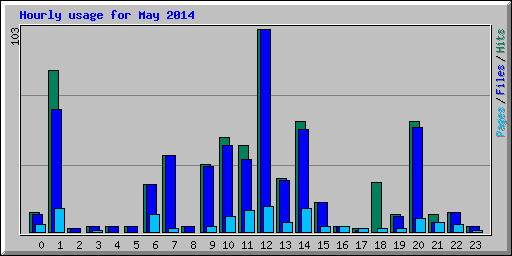 Hourly usage for May 2014
103
Pages / Files / Hits
0 1 2 3 4 5 6 7 8 9 10 11 12 13 14 15 16 17 18 19 20 21 22 23